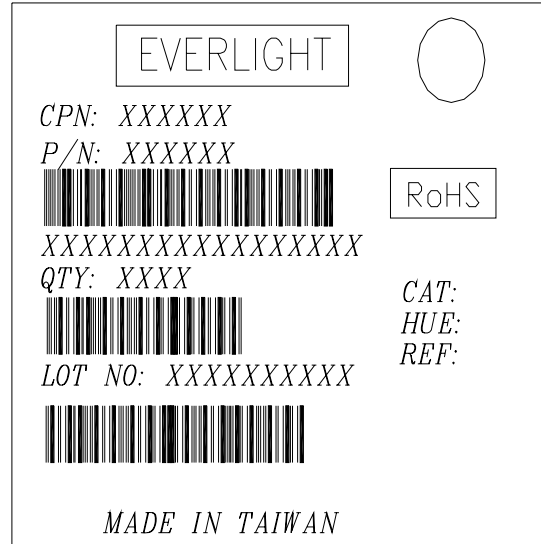 EVERLIGHT
CPN: XXXXXX
P/N: XXXXXX
RoHS
XXXXXXXXXXXXXXXXX
QTY: XXXX
CAT:
HUE:
REF:
LOT NO: XXXXXXXXXX
MADE IN TAIWAN